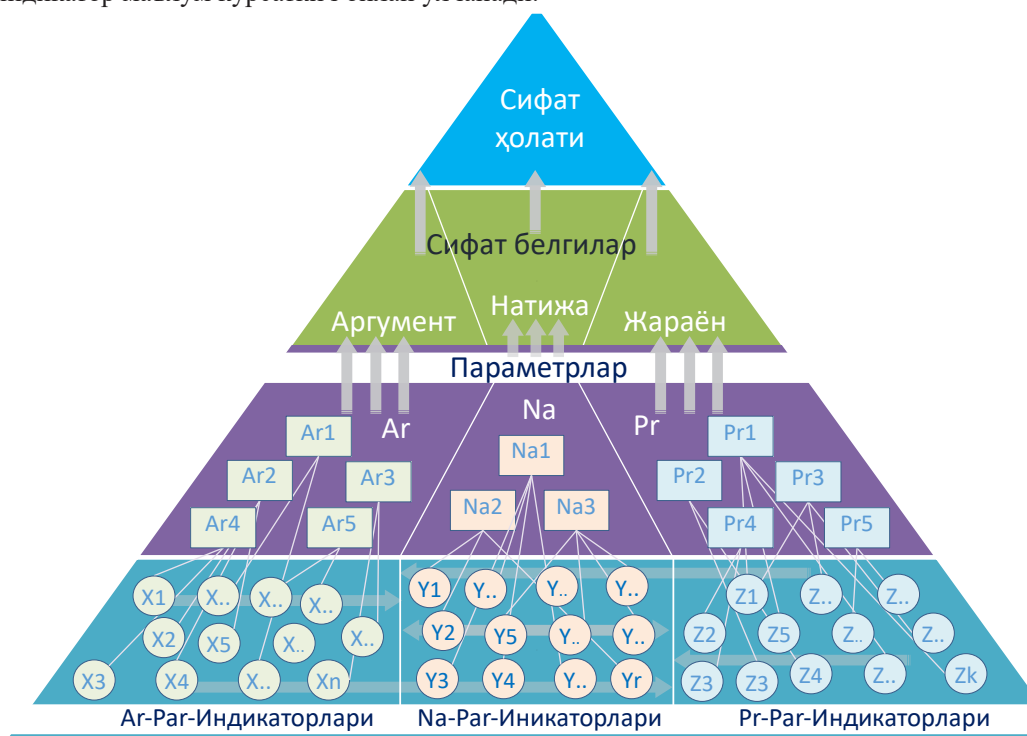 Сифат
ҳолати
Сифат белгилар
Аргумент
Натижа
Жараён
Параметрлар
Ar
Na
Pr
Ar1
Ar2
Ar3
Ar4
Ar5
Na1
Na2
Na3
Pr1
Pr2
Pr3
Pr4
Pr5
X1 X.. X.. X..
X2 X5 X.. X..
X3 X4 X.. Xn
Y1 Y.. Y.. Y..
Y2 Y5 Y.. Y..
Y3 Y4 Y.. Yr
Z1 Z.. Z..
Z2 Z5 Z.. Z..
Z3 Z3 Z4 Z.. Zk
Ar-Par-Индикаторлари
Na-Par-Иникаторлари
Pr-Par-Индикаторлари